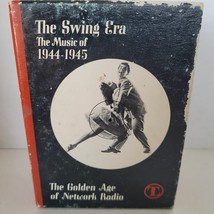 The Swing Era
The Music of
1944-1945
The Golden Age
of Network Radio